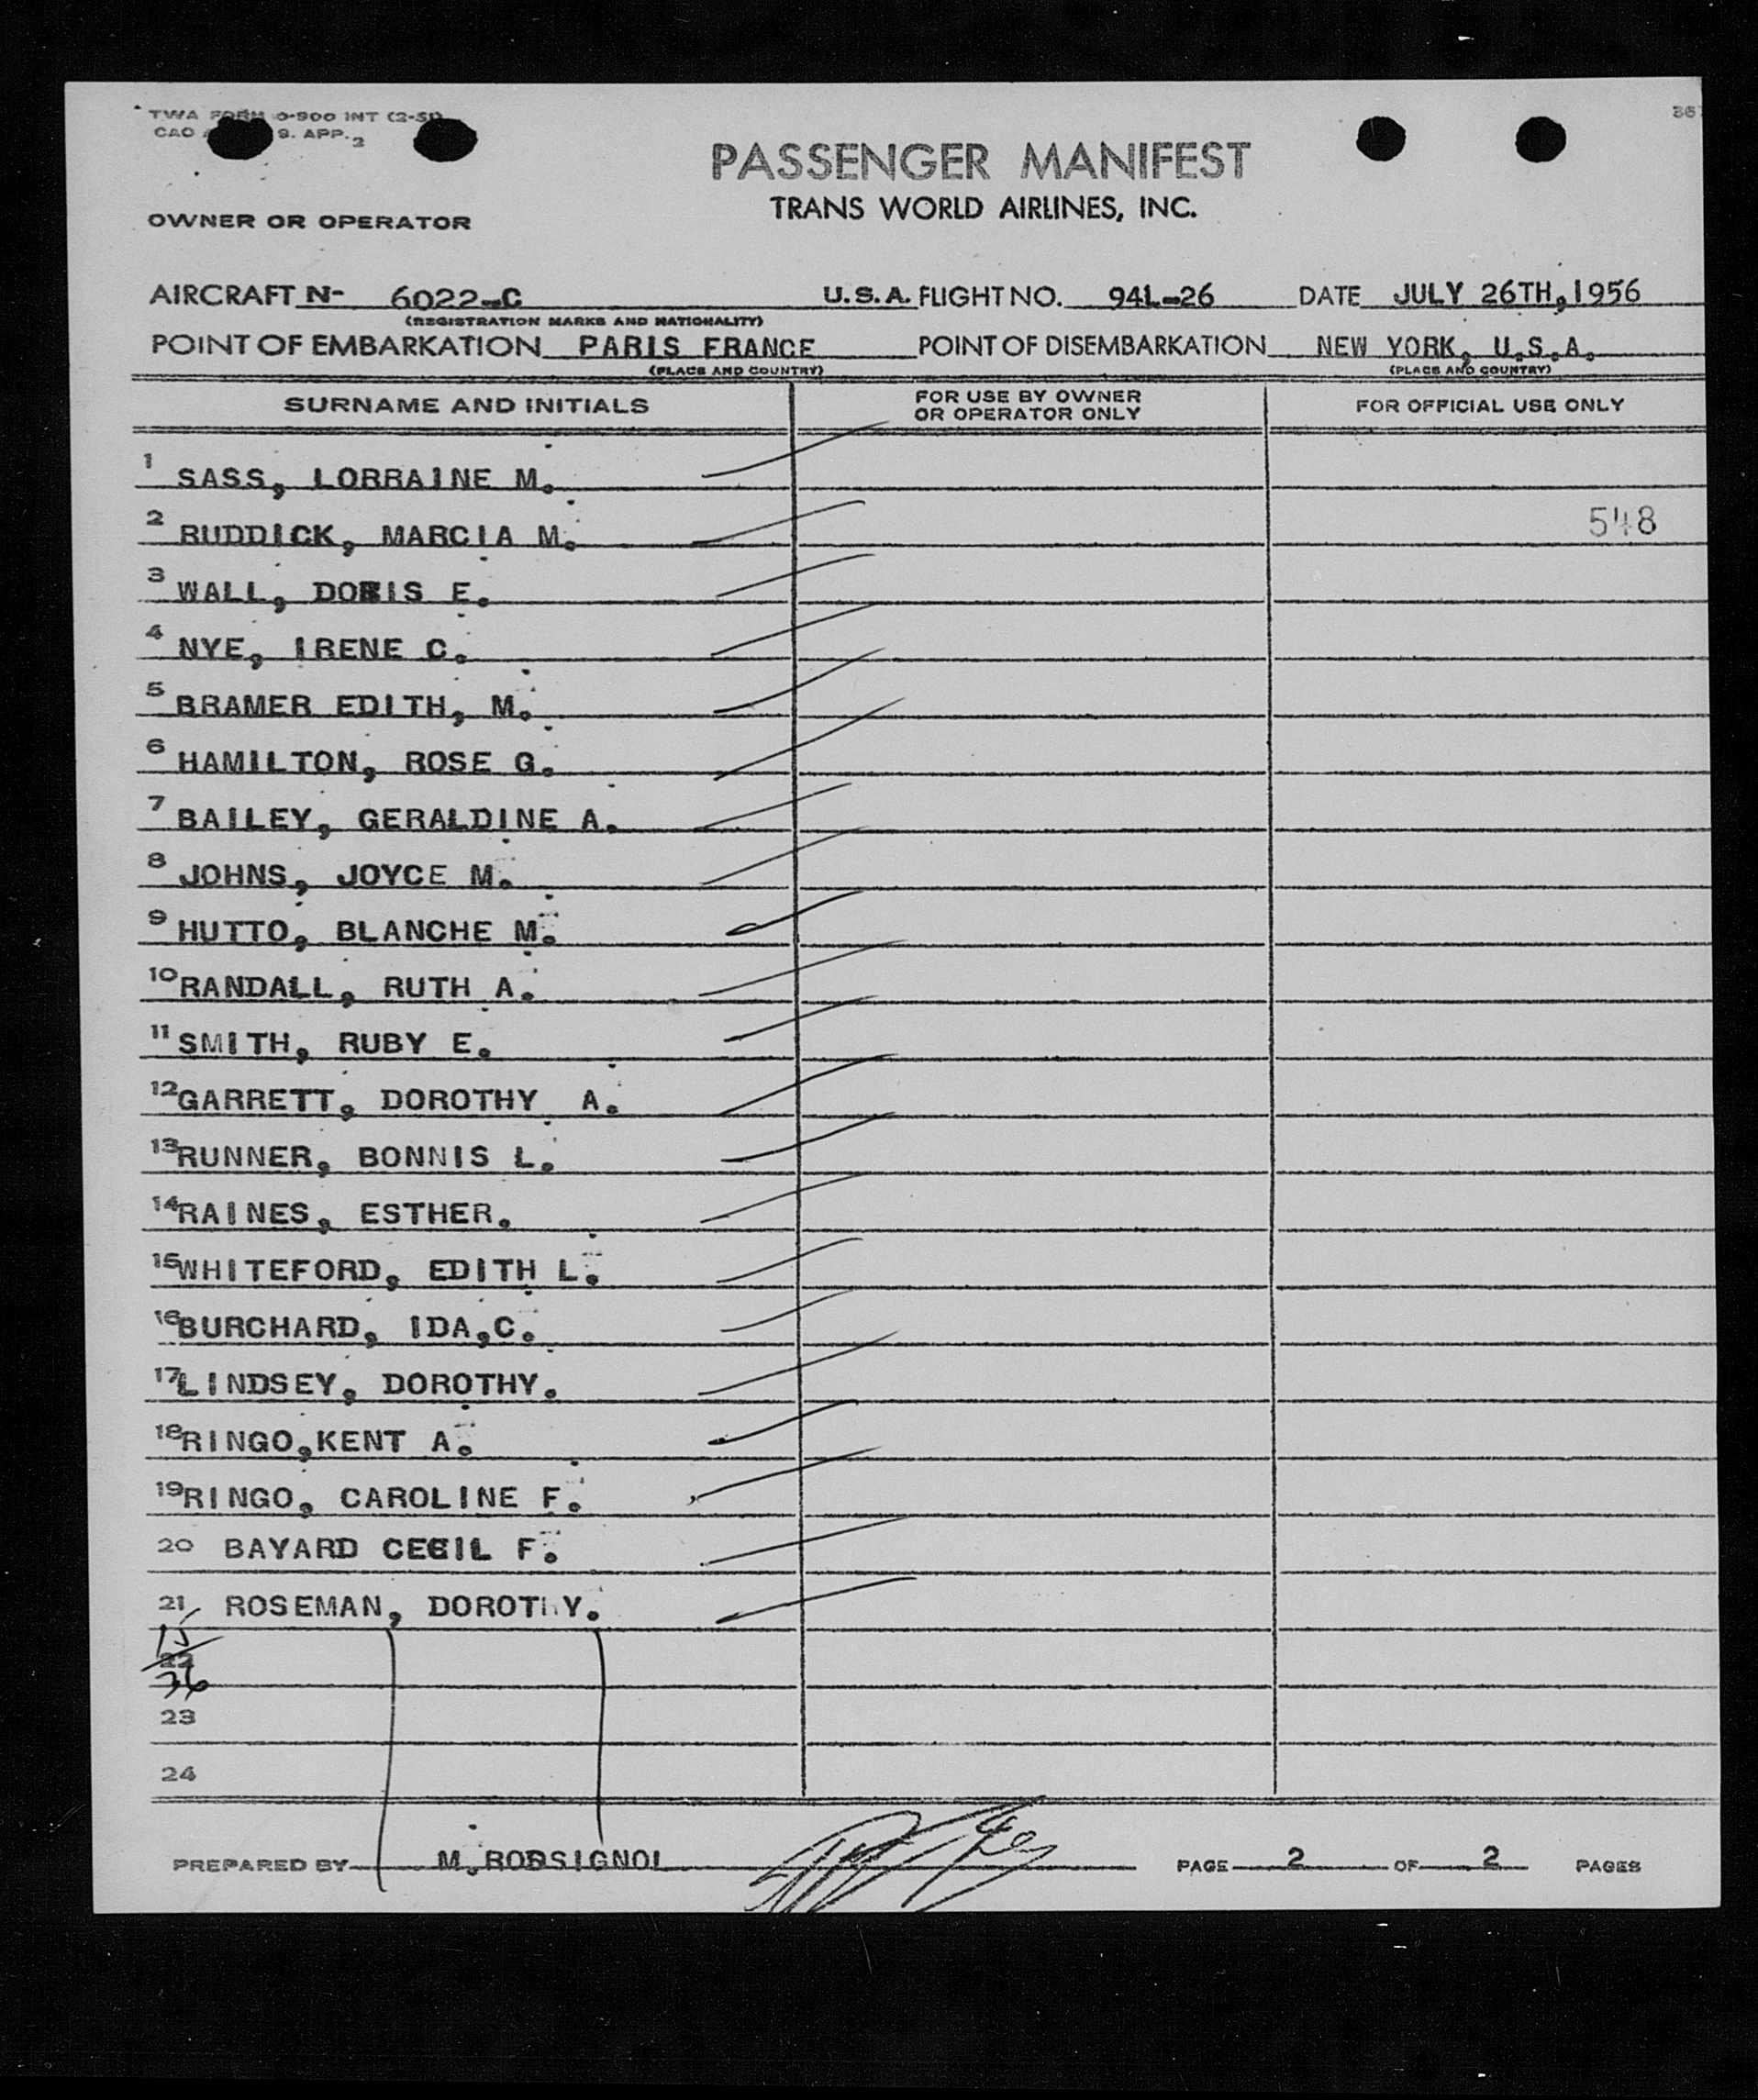 TWA FORM O-900 INT (2-51)
CAO 9. APP. 2
367
PASSENGER MANIFEST
TRANS WORLD AIRLINES, INC.
OWNER OR OPERATOR
AIRCRAFT N- 6022-C U.S.A. FLIGHT NO. 94L-26 DATE JULY 26TH, 1956
(REGISTRATION MARKS AND NATIONALITY)
POINT OF EMBARKATION PARIS FRANCE POINT OF DISEMBARKATION NEW YORK, U.S.A.
(PLACE AND COUNTRY) (PLACE AND COUNTRY)
SURNAME AND INITIALS FOR USE BY OWNER OR OPERATOR ONLY FOR OFFICIAL USE ONLY
1 SASS, LORRAINE M.
2 RUDDICK, MARCIA M. 548
3 WALL, DORIS E.
4 NYE, IRENE C.
5 BRAMER EDITH, M.
6 HAMILTON, ROSE G.
7 BAILEY, GERALDINE A.
8 JOHNS, JOYCE M.
9 HUTTO, BLANCHE M.
10 RANDALL, RUTH A.
11 SMITH, RUBY E.
12 GARRETT, DOROTHY A.
13 RUNNER, BONNIS L.
14 RAINES, ESTHER.
15 WHITEFORD, EDITH L.
16 BURCHARD, IDA,C.
17 LINDSEY, DOROTHY.
18 RINGO,KENT A.
19 RINGO, CAROLINE F.
20 BAYARD CECIL F.
21 ROSEMAN, DOROTHY.
15
22
36
23
24
PREPARED BY M. ROSSIGNOL PAGE 2 OF 2 PAGES